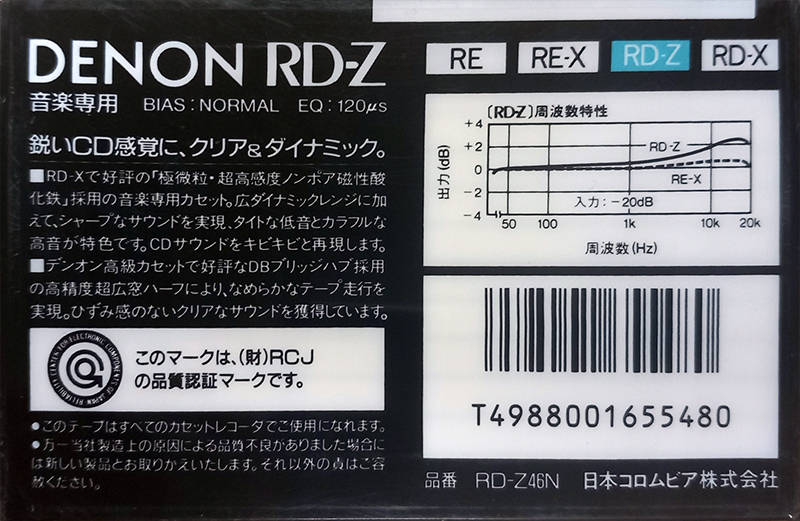 DENON RD-Z
音楽専用 BIAS:NORMAL EQ:120μs
鋭いCD感覚に、クリア&ダイナミック。
■RD-Xで好評の「極微粒・超高感度ノンポア磁性酸
化鉄」採用の音楽専用カセット。広ダイナミックレンジに加
えて、シャープなサウンドを実現、タイトな低音とカラフルな
高音が特色です。CDサウンドをキビキビと再現します。
■デンオン高級カセットで好評なDBブリッジハブ採用
の高精度超広窓ハーフにより、なめらかなテープ走行を
実現。ひずみ感のないクリアなサウンドを獲得しています。
RELIABILITY CENTER FOR ELECTRONIC COMPONENTS OF JAPAN
このマークは、(財)RCJ
の品質認証マークです。
●このテープはすべてのカセットレコーダでご使用になれます。
●万一当社製造上の原因による品質不良がありました場合に
は新しい製品とお取りかえいたします。それ以外の責はご容
赦ください。
RE RE-X RD-Z RD-X
〔RD-Z〕周波数特性
出力(dB)
+4
+2
0
-2
-4
RD-Z
RE-X
入力:-20dB
50 100 1k 10k 20k
周波数(Hz)
T4988001655480
品番 RD-Z46N 日本コロムビア株式会社